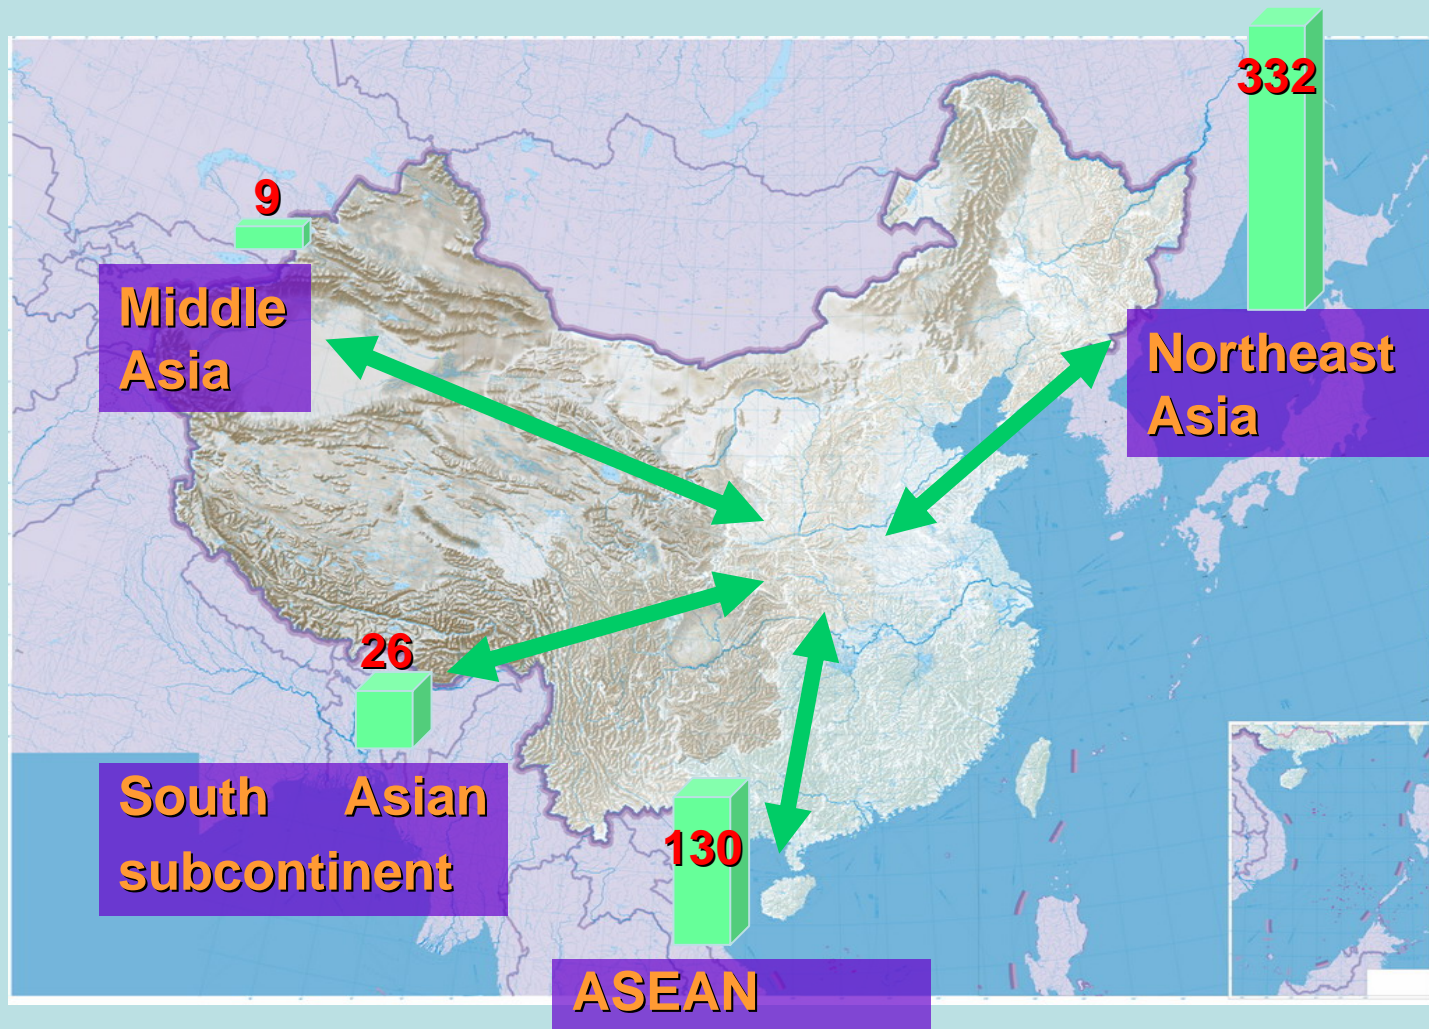 332
9
Middle
Asia
Northeast
Asia
26
South Asian
subcontinent
130
ASEAN